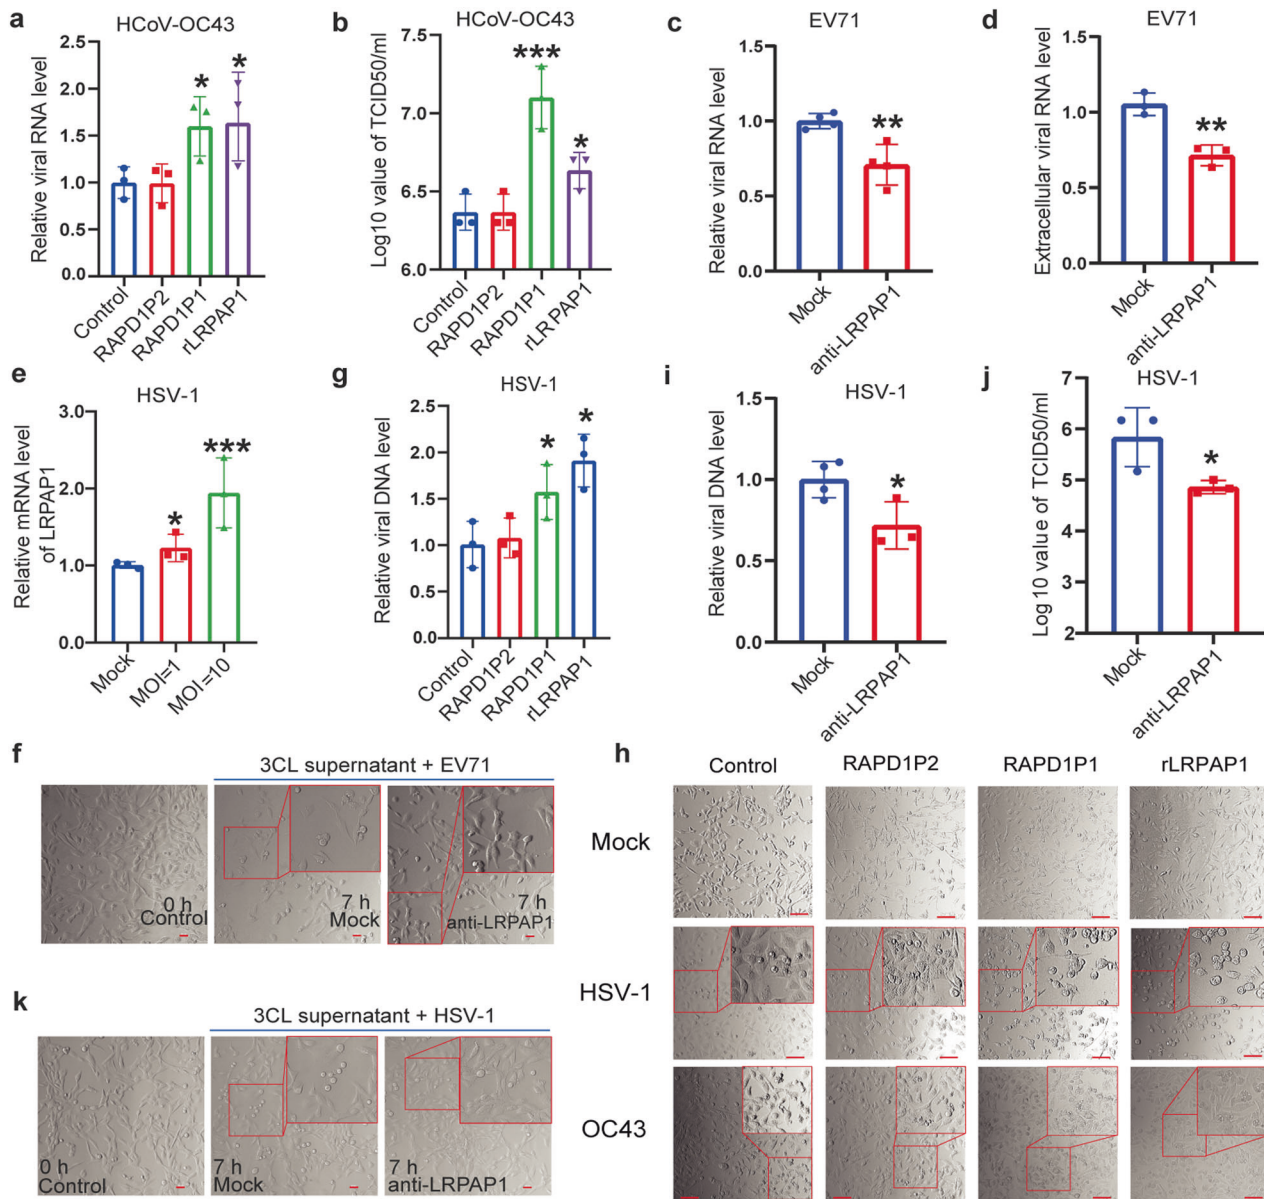 a
HCoV-OC43
Relative viral RNA level
2.5
2.0
1.5
1.0
0.5
0.0
*
*
Control
RAPD1P2
RAPD1P1
rLRPAP1
b
HCoV-OC43
Log10 value of TCID50/ml
7.5
7.0
6.5
6.0
***
*
Control
RAPD1P2
RAPD1P1
rLR PAP1
c
EV71
Relative viral RNA level
1.5
1.0
0.5
0.0
**
Mock
anti-LRPAP1
d
EV71
Extracellular viral RNA level
1.5
1.0
0.5
0.0
**
Mock
anti-LRPAP1
e
HSV-1
Relative mRNA level
of LRPAP1
3.0
2.0
1.0
0.0
*
***
Mock
MOI=1
MOI=10
g
HSV-1
Relative viral DNA level
2.5
2.0
1.5
1.0
0.5
0.0
*
*
Control
RAPD1P2
RAPD1P1
rLRPAP1
i
HSV-1
Relative viral DNA level
1.5
1.0
0.5
0.0
*
Mock
anti-LRPAP1
j
HSV-1
Log10 value of TCID50/ml
7
6
5
4
3
2
*
Mock
anti-LRPAP1
f
3CL supernatant + EV71
0 h
Control
7 h
Mock
7 h
anti-LRPAP1
h
Control
RAPD1P2
RAPD1P1
rLRPAP1
Mock
HSV-1
OC43
k
3CL supernatant + HSV-1
0 h
Control
7 h
Mock
7 h
anti-LRPAP1